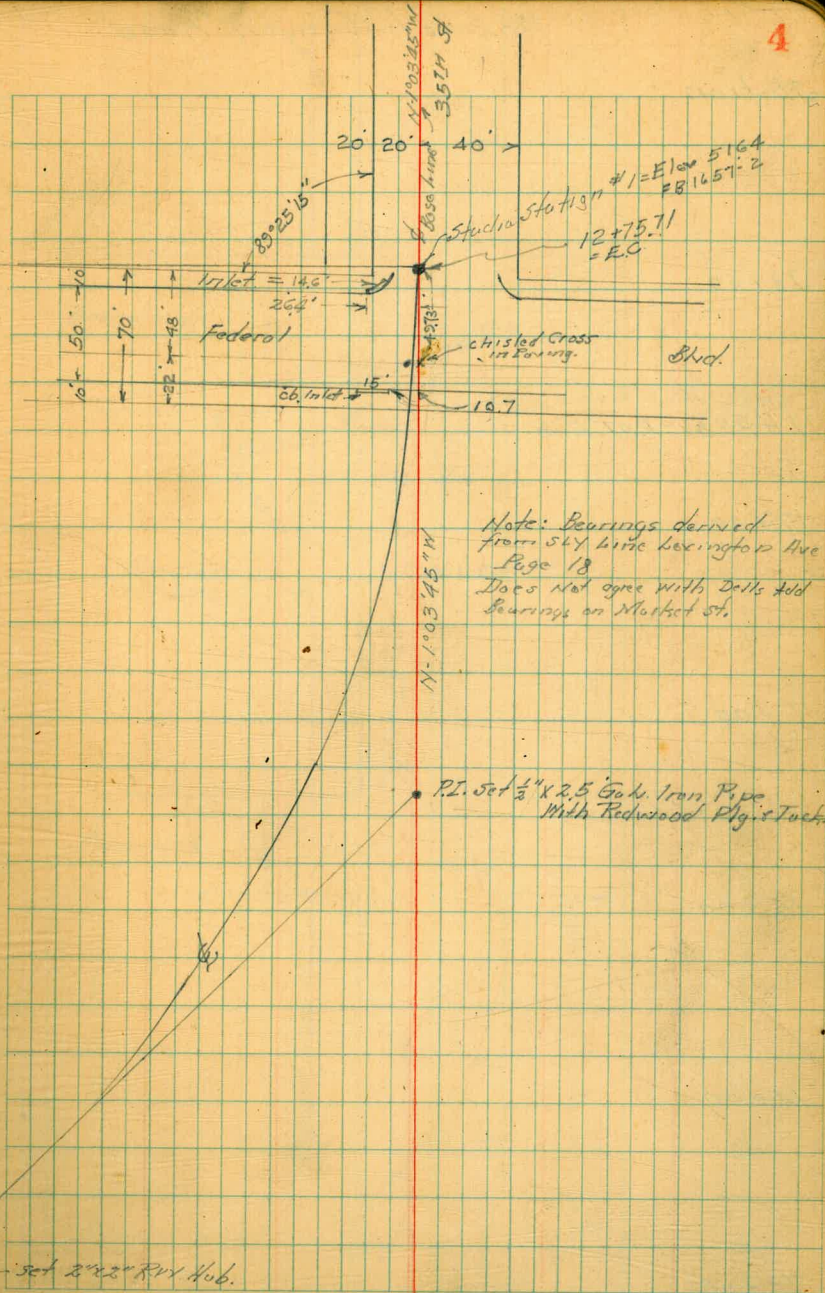 4
N-1°03'45"W
35TH St.
Base Line
20' 20' 40'
89°25'15"
Stadia Station #1 = Elev 5164
= FB 1657-2
12+75.71
= E.C
Inlet = 14.6'
26.4'
10
50'
10'
70'
48'
22'
Federal
Blvd.
chisled Cross
in Paving.
15'
cb. Inlet
10.7
Note: Bearings derived
from SLY Line Lexington Ave
Page 18
Does Not agree with Dells Add
Bearings on Market St.
N-1°03'45"W
P.I. Set ½" X 2.5' Galv. Iron Pipe
With Redwood Plg. & Tack.
set 2"x2" Rw Hub.